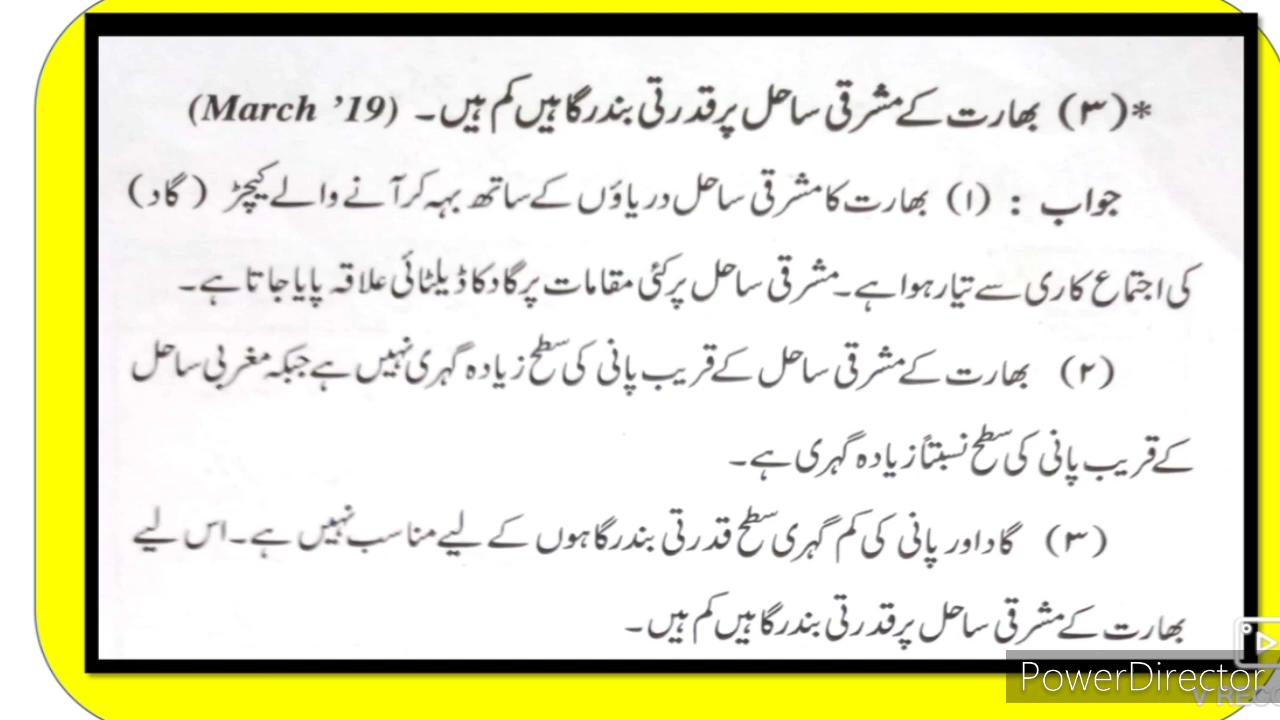 *(۳) بھارت کے مشرقی ساحل پر قدرتی بندرگاہیں کم ہیں۔ (March '19)
جواب : (۱) بھارت کا مشرقی ساحل دریاؤں کے ساتھ بہہ کر آنے والے کیچڑ (گاد)
کی اجتماع کاری سے تیار ہوا ہے۔ مشرقی ساحل پر کئی مقامات پر گاد کا ڈیلٹائی علاقہ پایا جاتا ہے۔
(۲) بھارت کے مشرقی ساحل کے قریب پانی کی سطح زیادہ گہری نہیں ہے جبکہ مغربی ساحل
کے قریب پانی کی سطح نسبتاً زیادہ گہری ہے۔
(۳) گاد اور پانی کی کم گہری سطح قدرتی بندرگاہوں کے لیے مناسب نہیں ہے۔ اس لیے
بھارت کے مشرقی ساحل پر قدرتی بندرگاہیں کم ہیں۔
PowerDirector